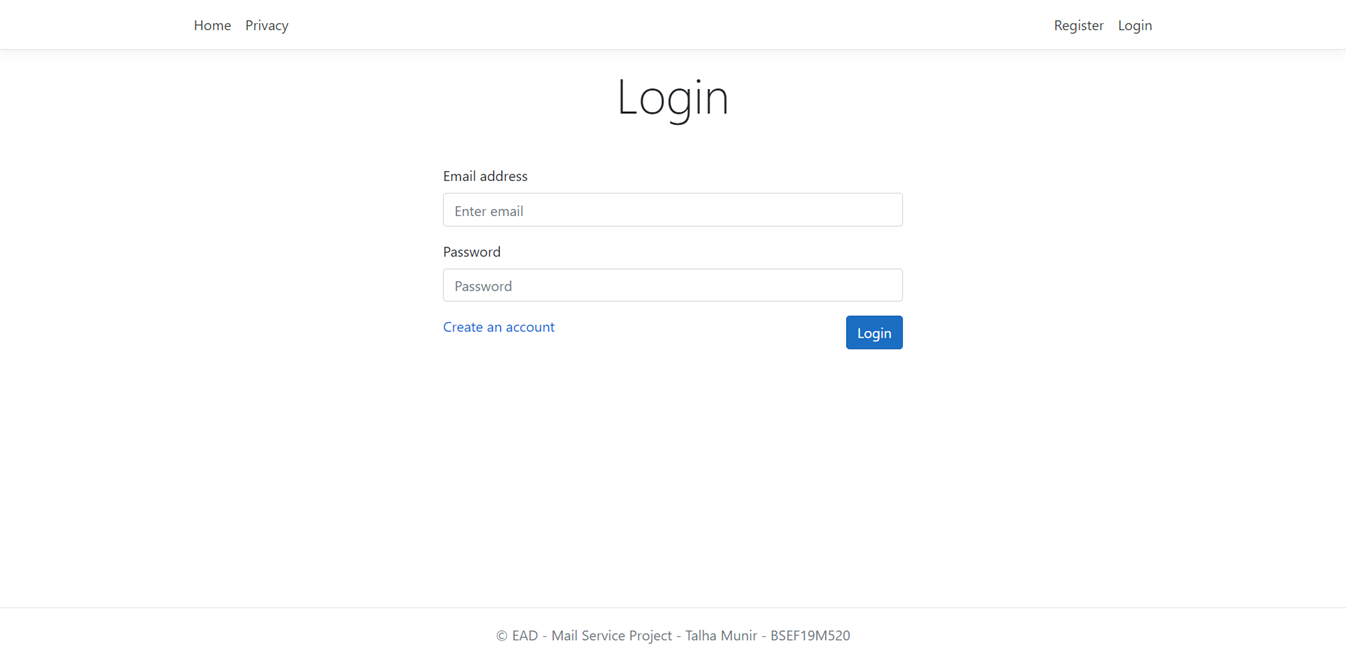 Home Privacy Register Login
Login
Email address
Enter email
Password
Password
Create an account Login
© EAD - Mail Service Project - Talha Munir - BSEF19M520